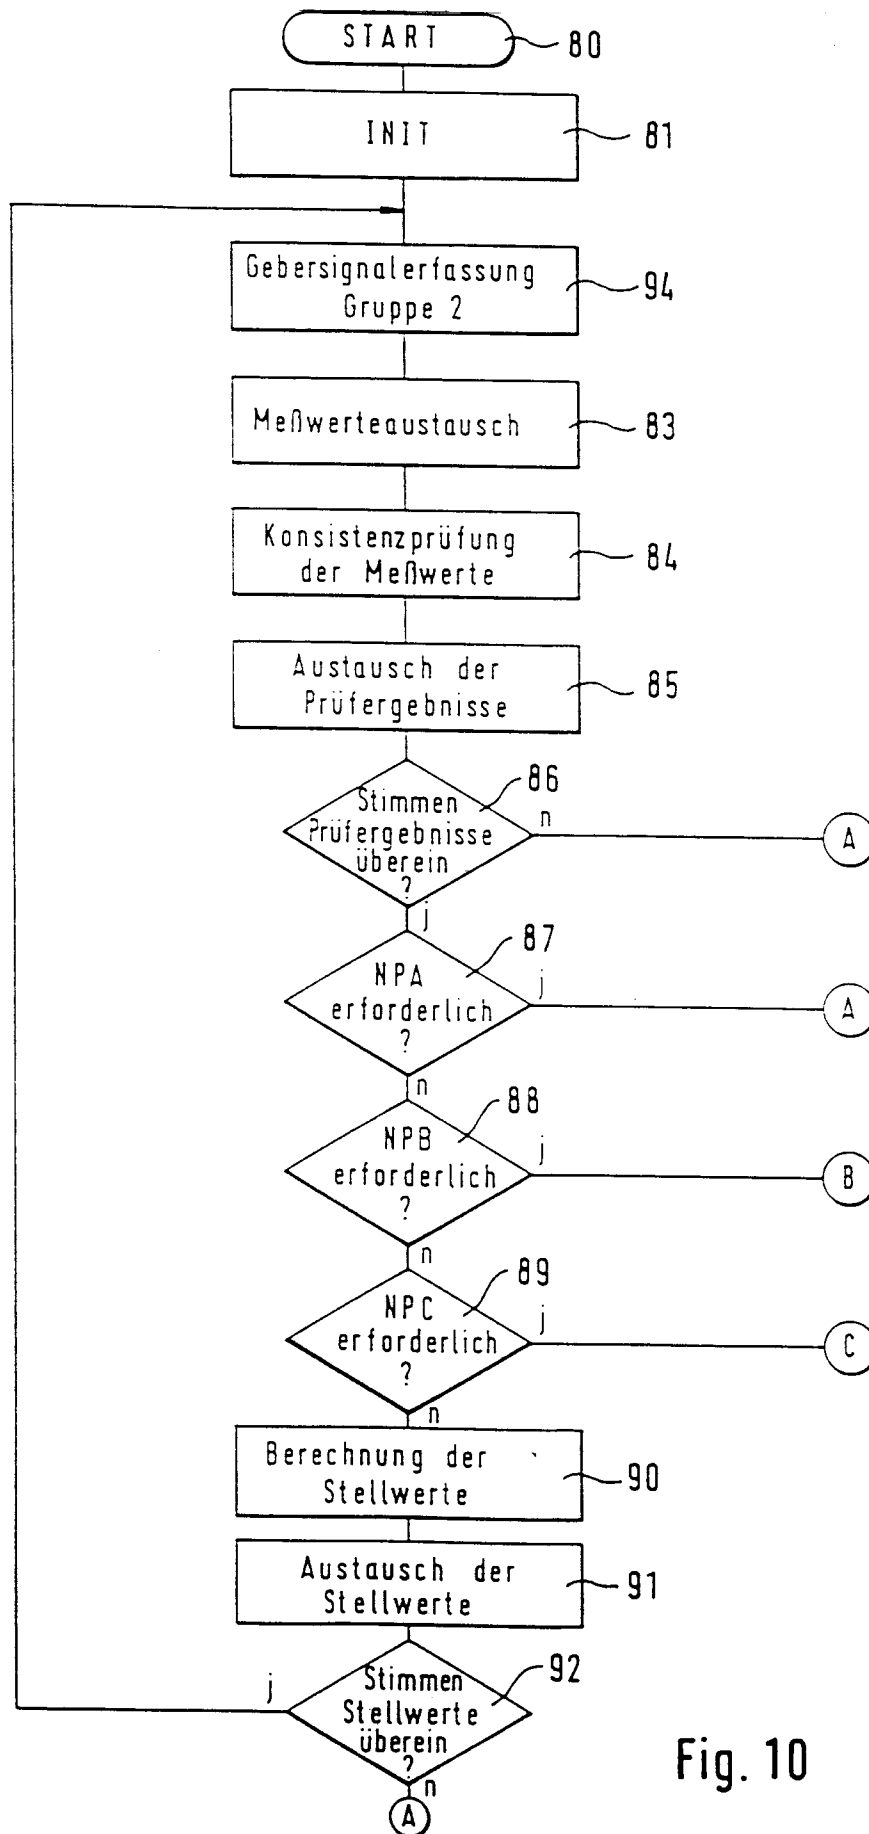 START
80
INIT
81
Gebersignalerfassung
Gruppe 2
94
Meßwerteaustausch
83
Konsistenzprüfung
der Meßwerte
84
Austausch der
Prüfergebnisse
85
86
Stimmen
Prüfergebnisse
überein
?
n
A
j
87
NPA
erforderlich
?
j
A
n
88
NPB
erforderlich
?
j
B
n
89
NPC
erforderlich
?
j
C
n
Berechnung der
Stellwerte
90
Austausch der
Stellwerte
91
92
j
Stimmen
Stellwerte
überein
?
n
A
Fig. 10